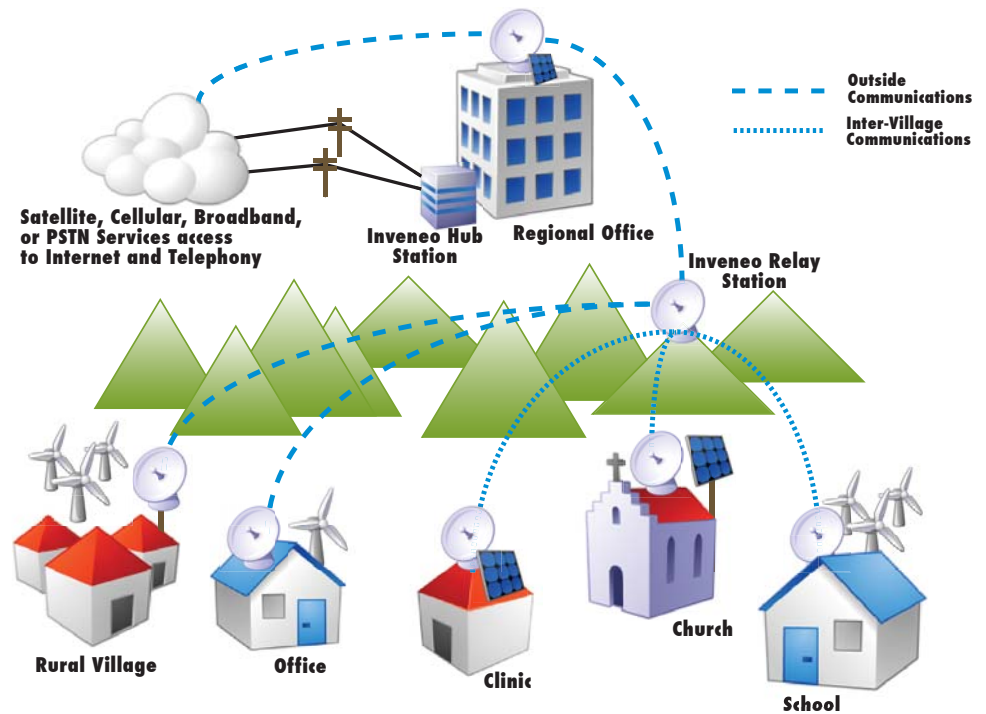 Outside
Communications
Inter-Village
Communications
Satellite, Cellular, Broadband,
or PSTN Services access
to Internet and Telephony
Inveneo Hub
Station
Regional Office
Inveneo Relay
Station
Rural Village
Office
Clinic
Church
School